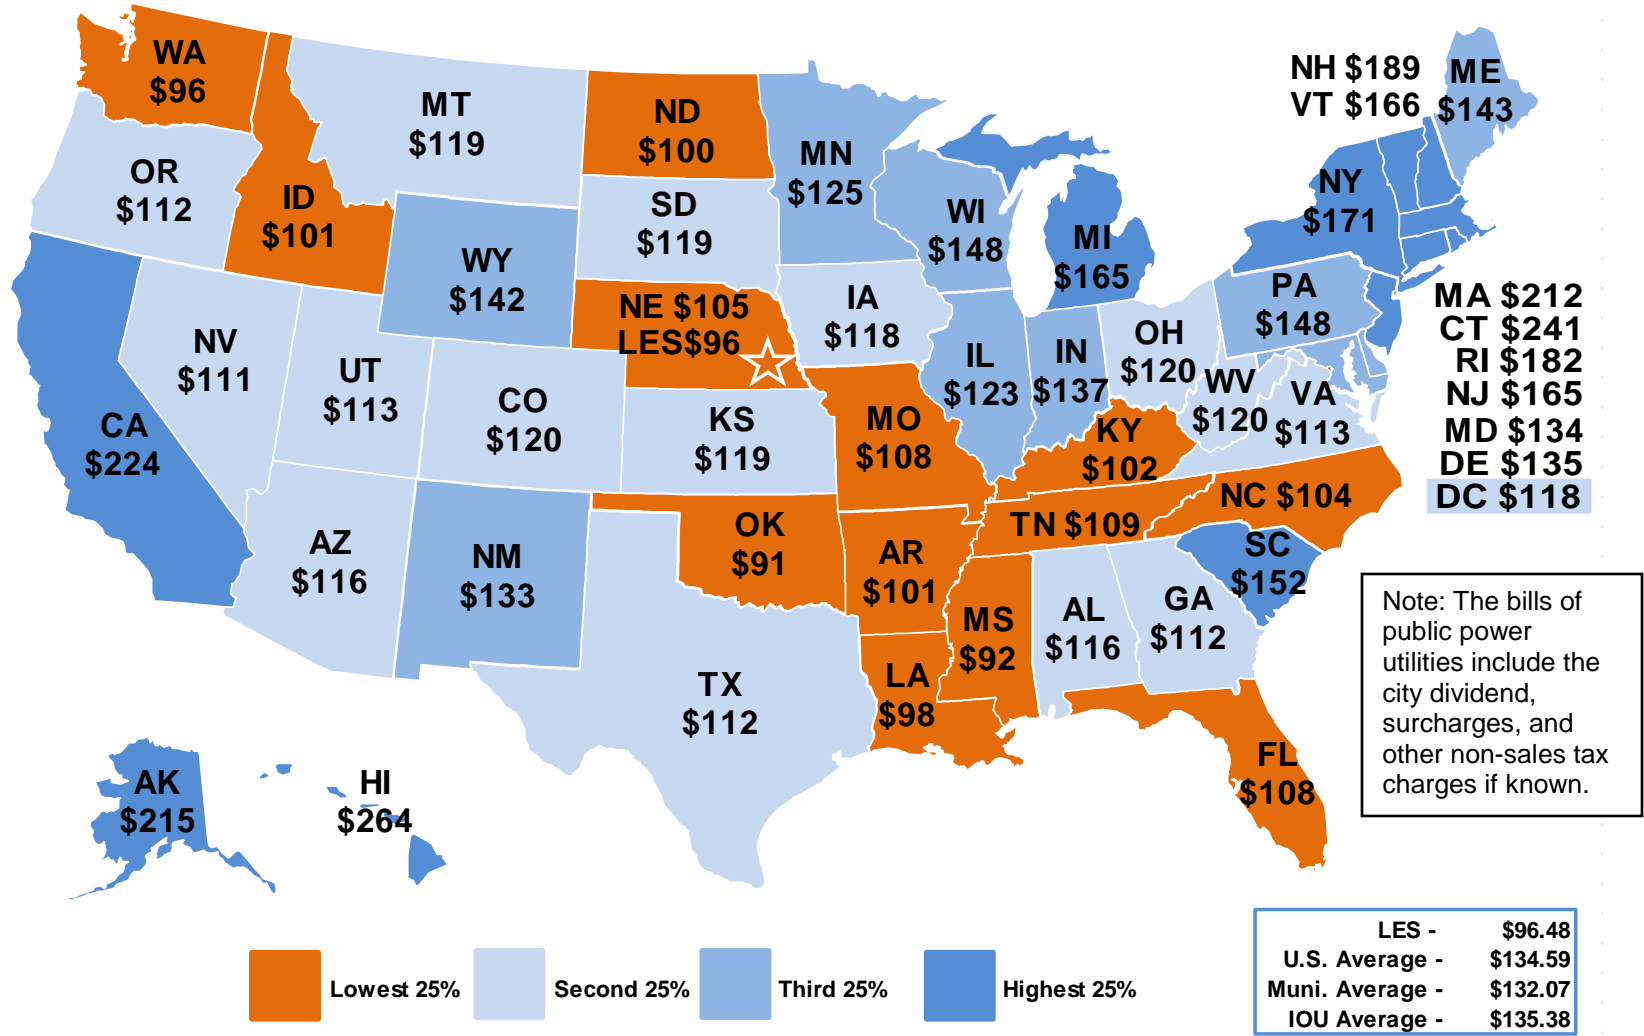 WA
$96
MT
$119
ND
$100
NH $189
VT $166
ME
$143
OR
$112
ID
$101
SD
$119
MN
$125
WI
$148
MI
$165
NY
$171
WY
$142
NE $105
LES$96
IA
$118
PA
$148
MA $212
CT $241
RI $182
NJ $165
MD $134
DE $135
DC $118
NV
$111
UT
$113
CO
$120
KS
$119
MO
$108
IL
$123
IN
$137
OH
$120
WV
$120
VA
$113
KY
$102
CA
$224
AZ
$116
NM
$133
OK
$91
AR
$101
TN $109
NC $104
SC
$152
MS
$92
AL
$116
GA
$112
LA
$98
TX
$112
FL
$108
AK
$215
HI
$264
Note: The bills of
public power
utilities include the
city dividend,
surcharges, and
other non-sales tax
charges if known.
Lowest 25%
Second 25%
Third 25%
Highest 25%
LES - $96.48
U.S. Average - $134.59
Muni. Average - $132.07
IOU Average - $135.38